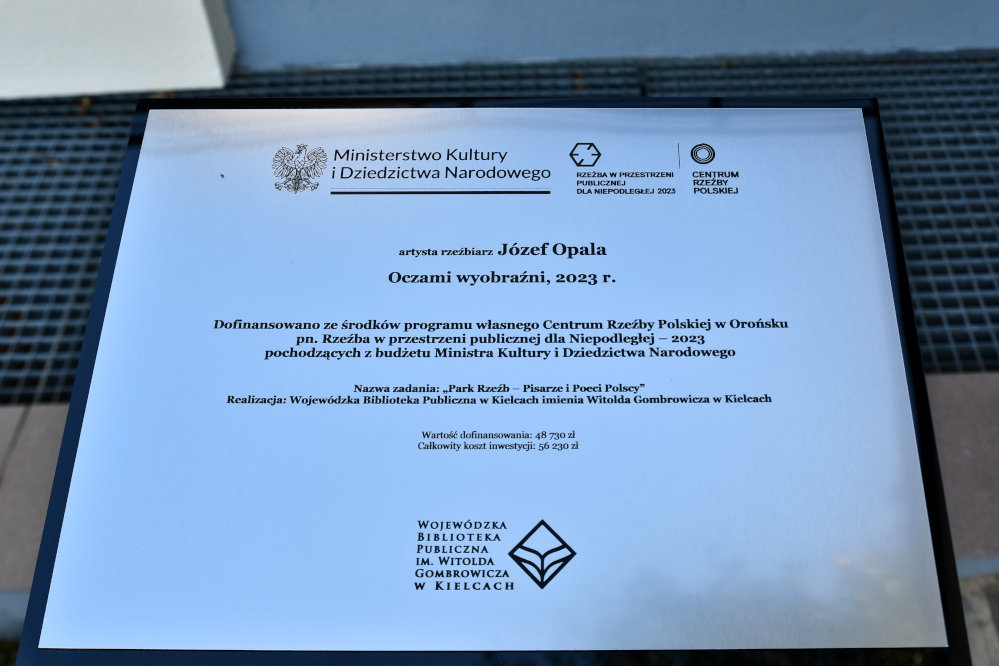 Ministerstwo Kultury
i Dziedzictwa Narodowego
RZEŹBA W PRZESTRZENI
PUBLICZNEJ
DLA NIEPODLEGŁEJ 2023
CENTRUM
RZEŹBY
POLSKIEJ
artysta rzeźbiarz Józef Opala
Oczami wyobraźni, 2023 r.
Dofinansowano ze środków programu własnego Centrum Rzeźby Polskiej w Orońsku
pn. Rzeźba w przestrzeni publicznej dla Niepodległej – 2023
pochodzących z budżetu Ministra Kultury i Dziedzictwa Narodowego
Nazwa zadania: „Park Rzeźb – Pisarze i Poeci Polscy”
Realizacja: Wojewódzka Biblioteka Publiczna w Kielcach imienia Witolda Gombrowicza w Kielcach
Wartość dofinansowania: 48 730 zł
Całkowity koszt inwestycji: 56 230 zł
WOJEWÓDZKA
BIBLIOTEKA
PUBLICZNA
IM. WITOLDA
GOMBROWICZA
W KIELCACH